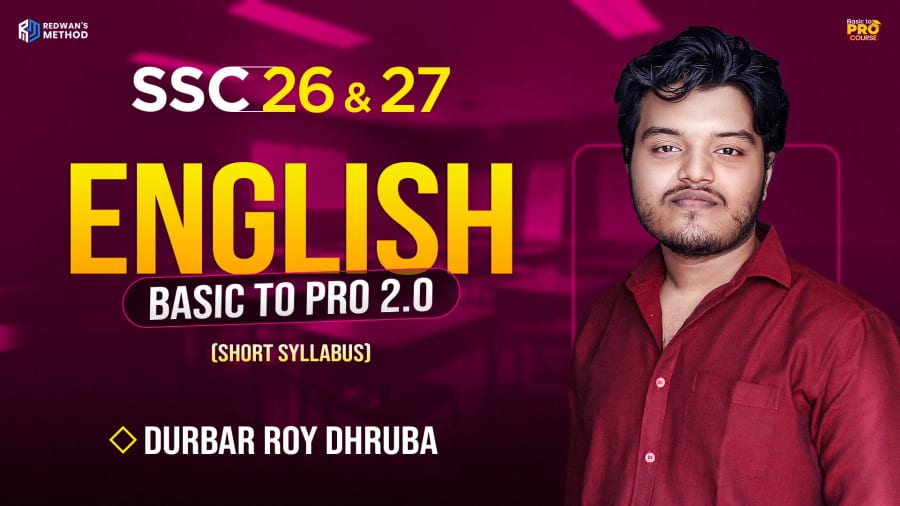 REDWAN'S
METHOD
Basic to
PRO
COURSE
SSC 26 & 27
ENGLISH
BASIC TO PRO 2.0
(SHORT SYLLABUS)
DURBAR ROY DHRUBA